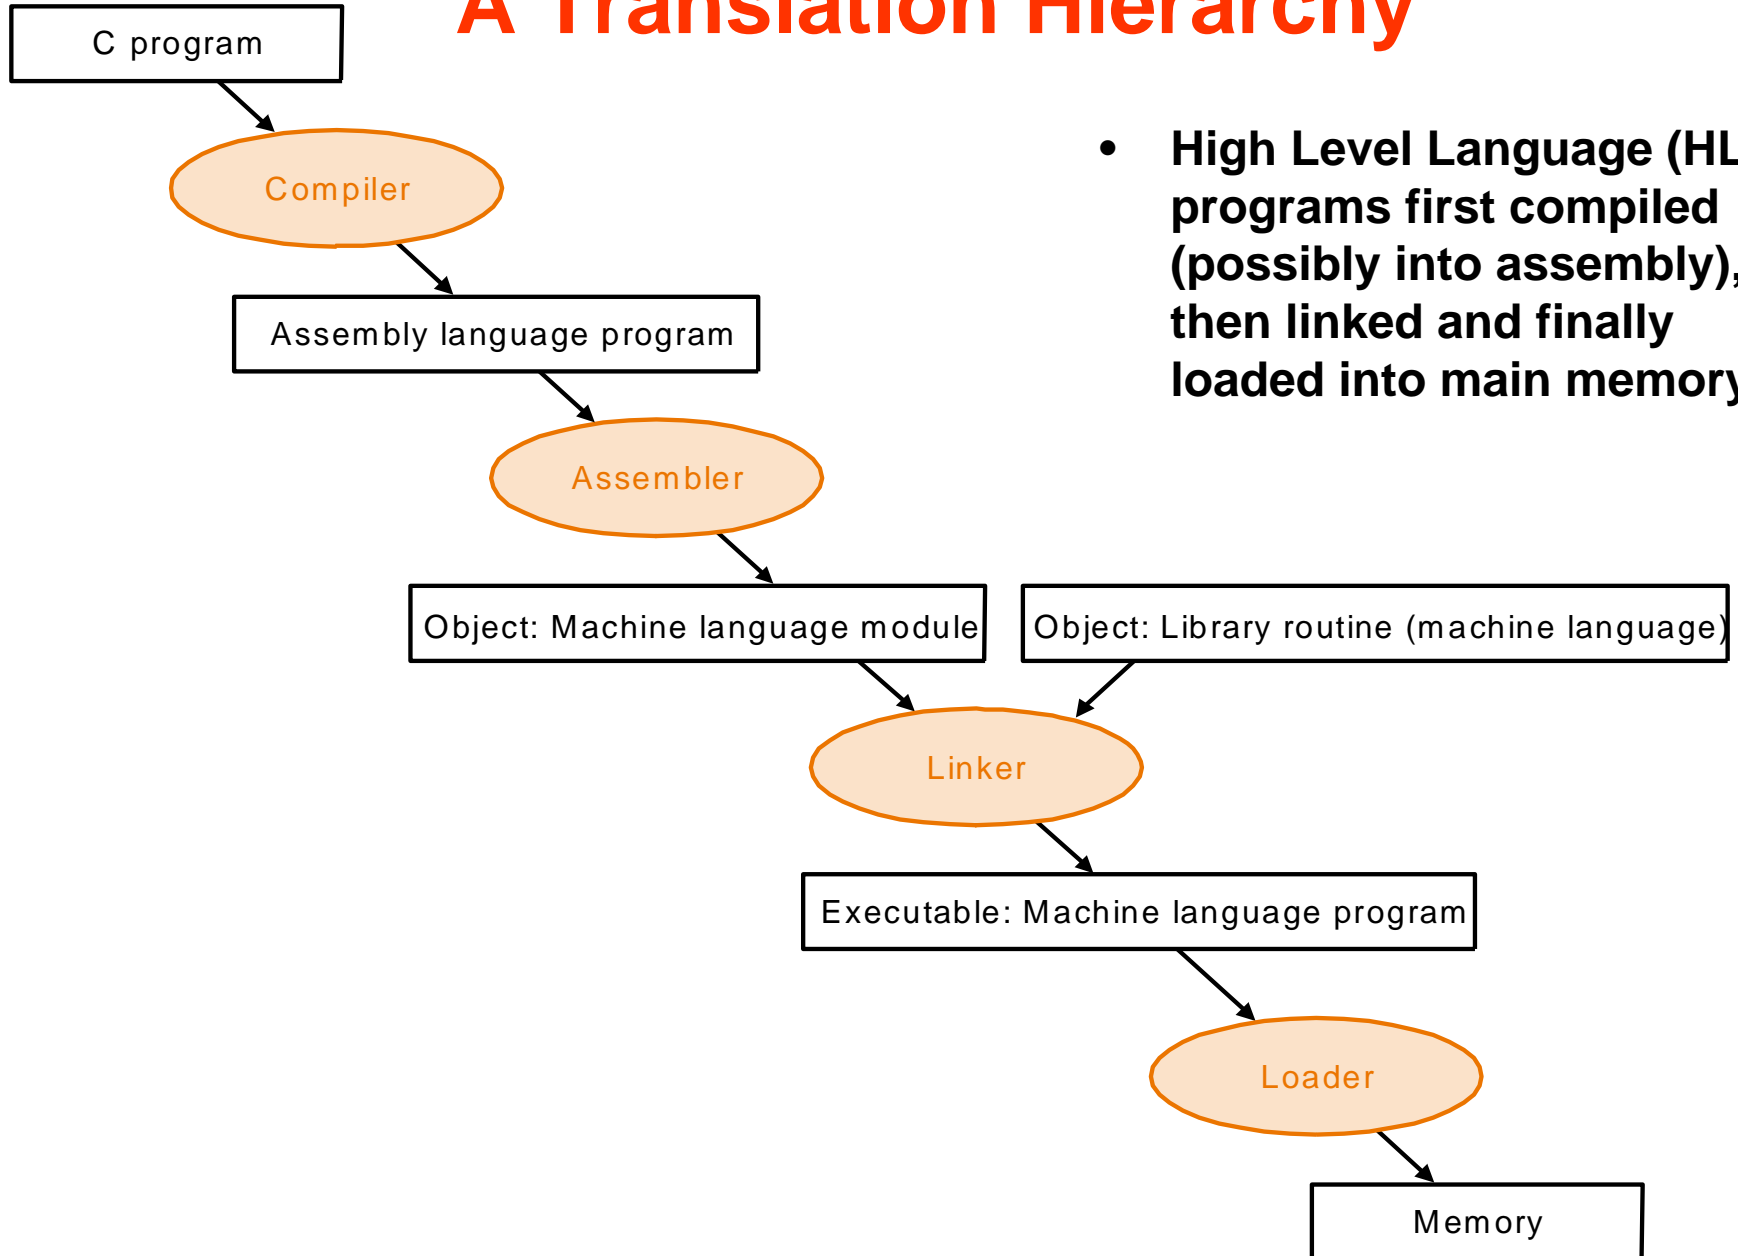 A Translation Hierarchy
C program
• High Level Language (HL
programs first compiled
(possibly into assembly),
then linked and finally
loaded into main memory
Compiler
Assembly language program
Assembler
Object: Machine language module
Object: Library routine (machine language)
Linker
Executable: Machine language program
Loader
Memory